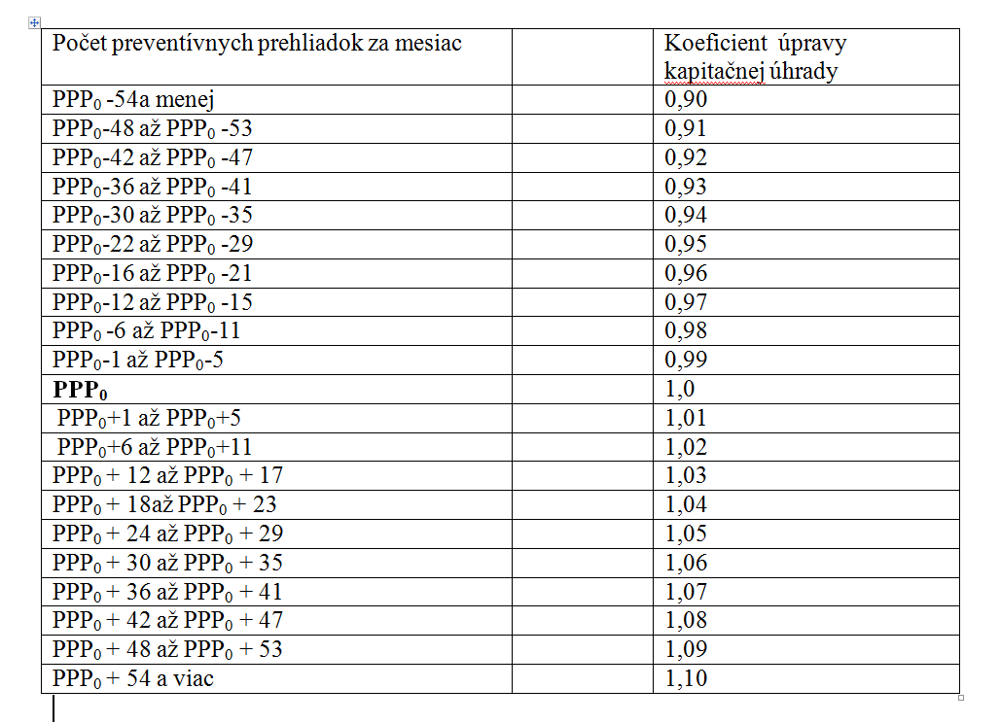 Počet preventívnych prehliadok za mesiac
Koeficient úpravy
kapitačnej úhrady
PPP₀ -54a menej 0,90
PPP₀-48 až PPP₀ -53 0,91
PPP₀-42 až PPP₀ -47 0,92
PPP₀-36 až PPP₀ -41 0,93
PPP₀-30 až PPP₀ -35 0,94
PPP₀-22 až PPP₀ -29 0,95
PPP₀-16 až PPP₀ -21 0,96
PPP₀-12 až PPP₀ -15 0,97
PPP₀ -6 až PPP₀-11 0,98
PPP₀-1 až PPP₀-5 0,99
PPP₀ 1,0
PPP₀+1 až PPP₀+5 1,01
PPP₀+6 až PPP₀+11 1,02
PPP₀ + 12 až PPP₀ + 17 1,03
PPP₀ + 18až PPP₀ + 23 1,04
PPP₀ + 24 až PPP₀ + 29 1,05
PPP₀ + 30 až PPP₀ + 35 1,06
PPP₀ + 36 až PPP₀ + 41 1,07
PPP₀ + 42 až PPP₀ + 47 1,08
PPP₀ + 48 až PPP₀ + 53 1,09
PPP₀ + 54 a viac 1,10